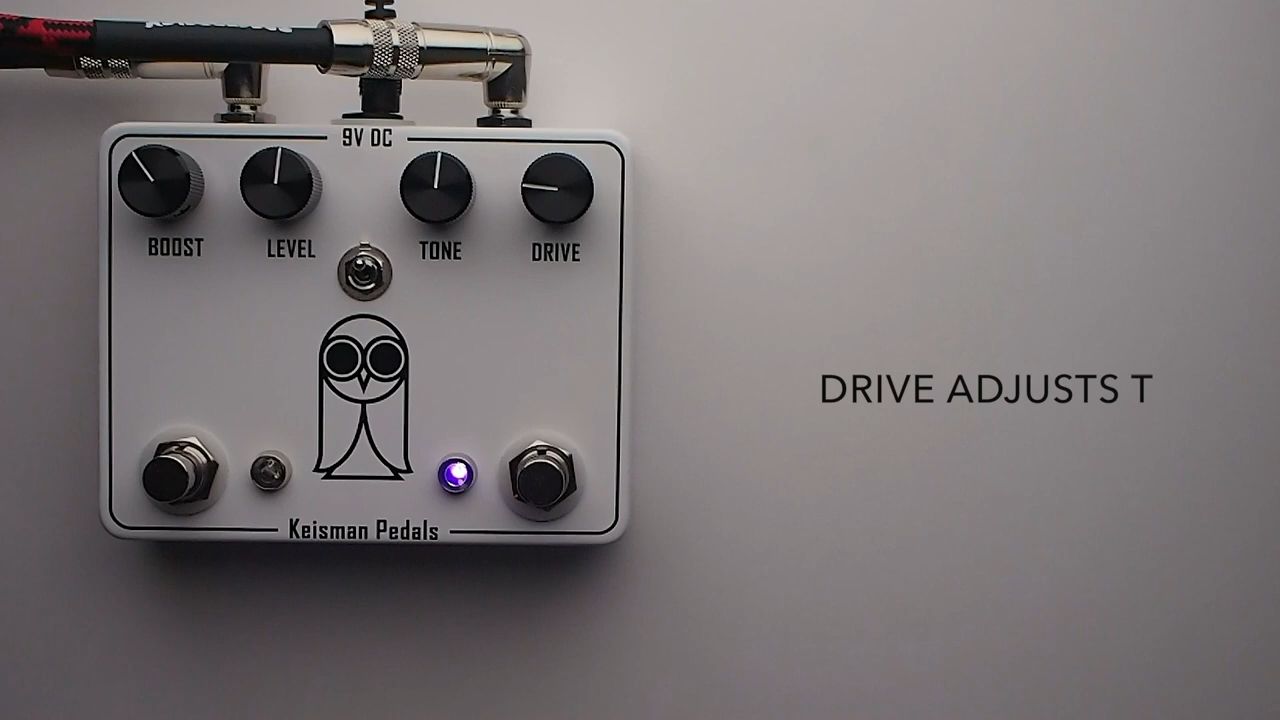 9V DC
BOOST
LEVEL
TONE
DRIVE
DRIVE ADJUSTS T
Keisman Pedals